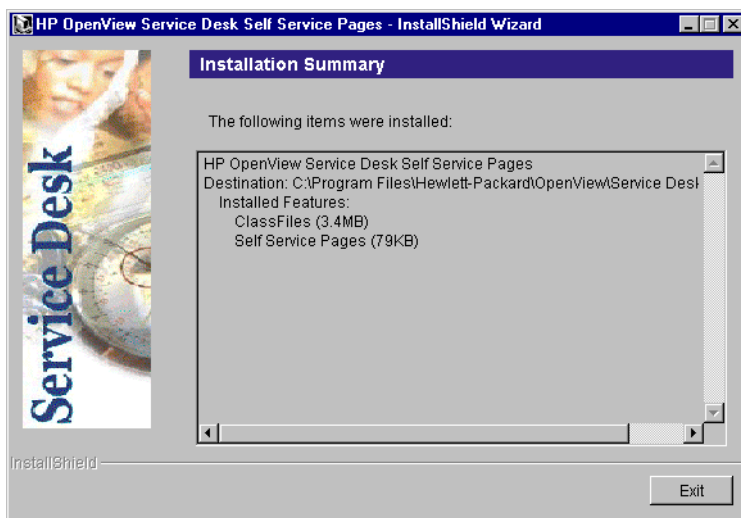 HP OpenView Service Desk Self Service Pages - InstallShield Wizard
Service Desk
Installation Summary
The following items were installed:
HP OpenView Service Desk Self Service Pages
Destination: C:\Program Files\Hewlett-Packard\OpenView\Service Desk
Installed Features:
ClassFiles (3.4MB)
Self Service Pages (79KB)
InstallShield
Exit